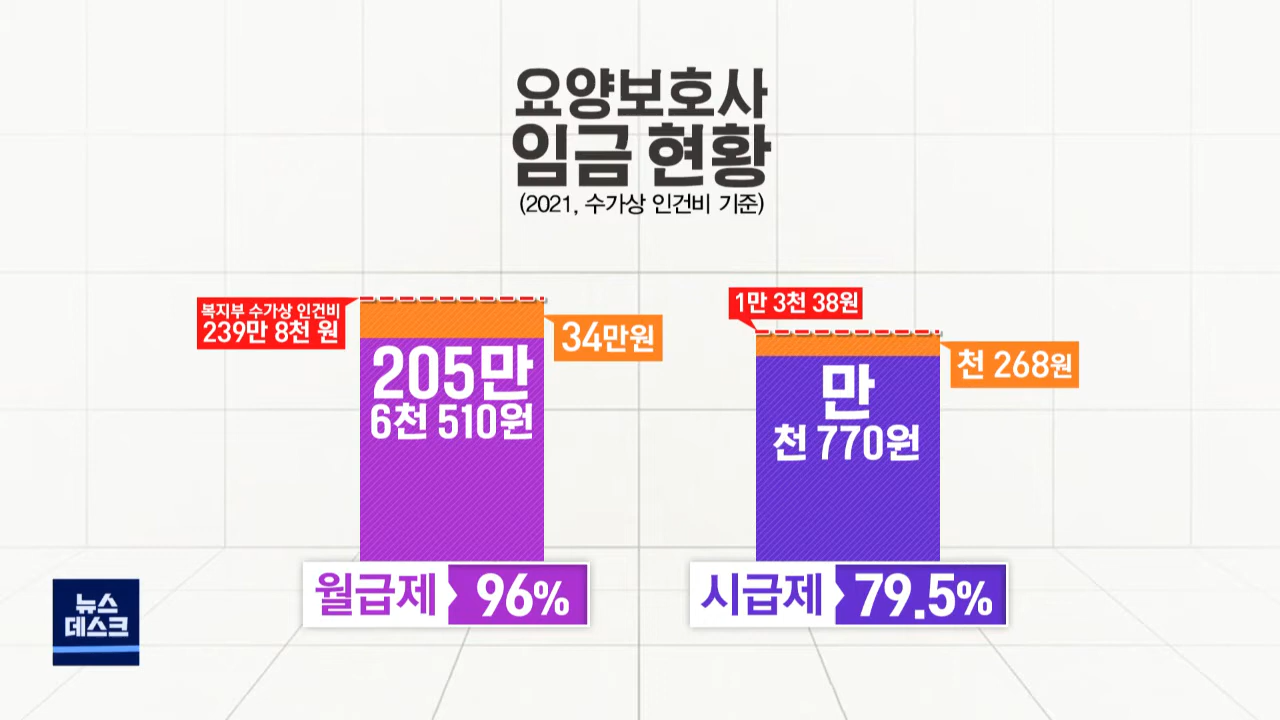 요양보호사
임금 현황
(2021, 수가상 인건비 기준)
복지부 수가상 인건비
239만 8천 원
34만원
205만
6천 510원
월급제
96%
1만 3천 38원
천 268원
만
천 770원
시급제
79.5%
뉴스
데스크